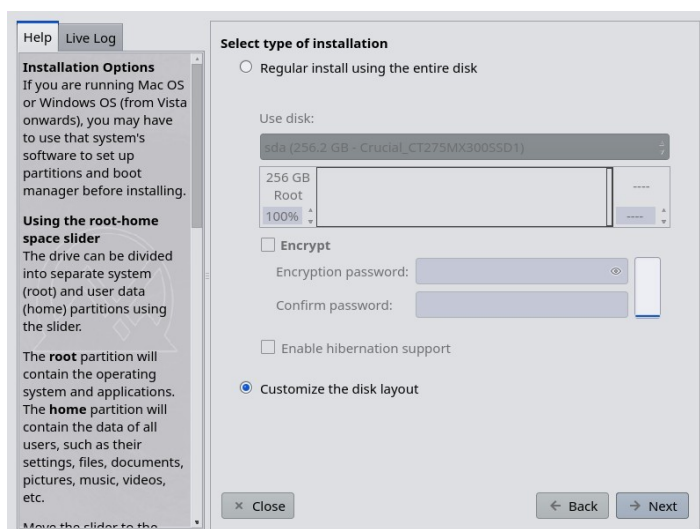 Help
Live Log
Installation Options
If you are running Mac OS
or Windows OS (from Vista
onwards), you may have
to use that system's
software to set up
partitions and boot
manager before installing.
Using the root-home
space slider
The drive can be divided
into separate system
(root) and user data
(home) partitions using
the slider.
The root partition will
contain the operating
system and applications.
The home partition will
contain the data of all
users, such as their
settings, files, documents,
pictures, music, videos,
etc.
Move the slider to the
Select type of installation
Regular install using the entire disk
Use disk:
sda (256.2 GB - Crucial_CT275MX300SSD1)
256 GB
Root
100%
----
----
Encrypt
Encryption password:
Confirm password:
Enable hibernation support
Customize the disk layout
Close
Back
Next